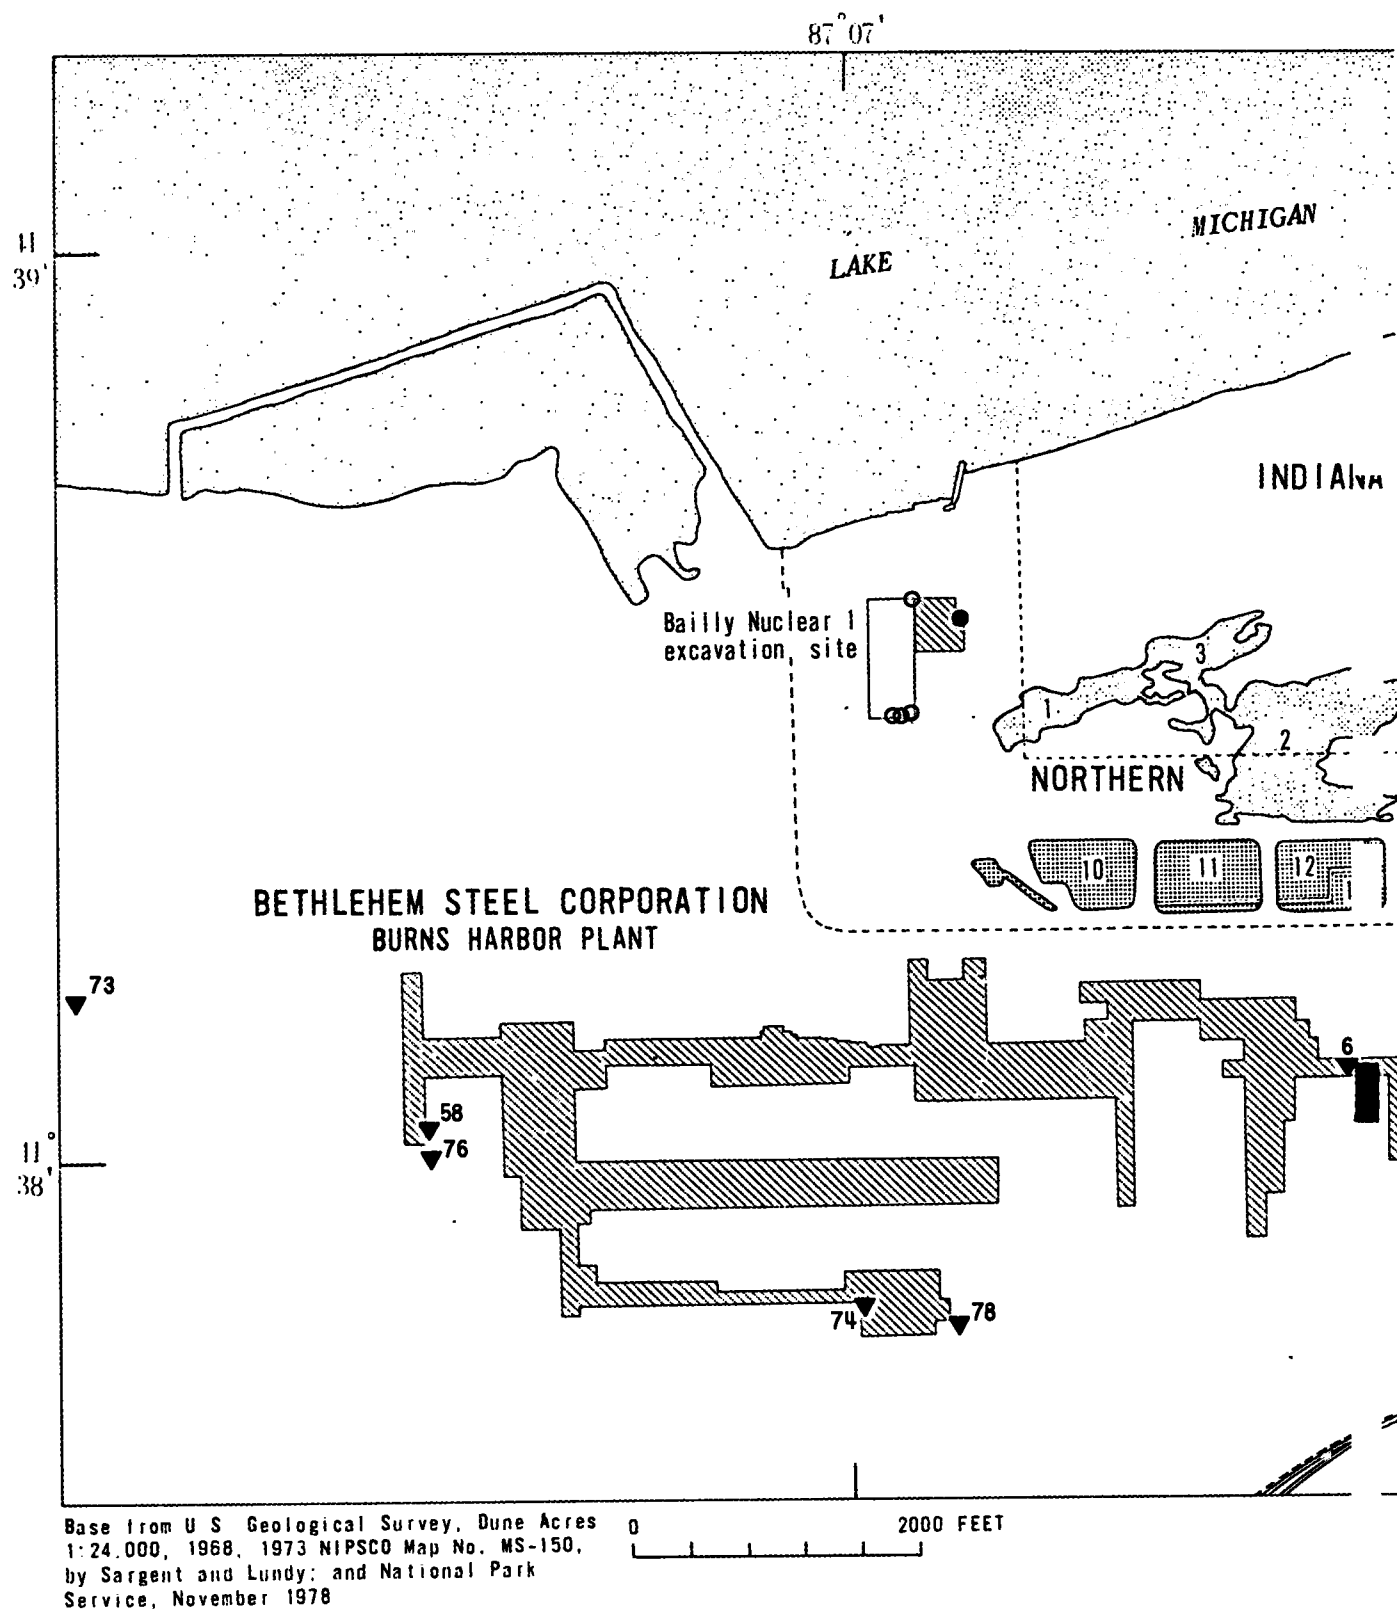 87°07'
MICHIGAN
LAKE
39'
INDIANA
Bailly Nuclear 1
excavation site
3
1
2
NORTHERN
10
11
12
1
BETHLEHEM STEEL CORPORATION
BURNS HARBOR PLANT
73
6
58
76
38'
74
78
Base from U S Geological Survey, Dune Acres
1:24,000, 1968, 1973 NIPSCO Map No. MS-150,
by Sargent and Lundy; and National Park
Service, November 1978
0
2000 FEET